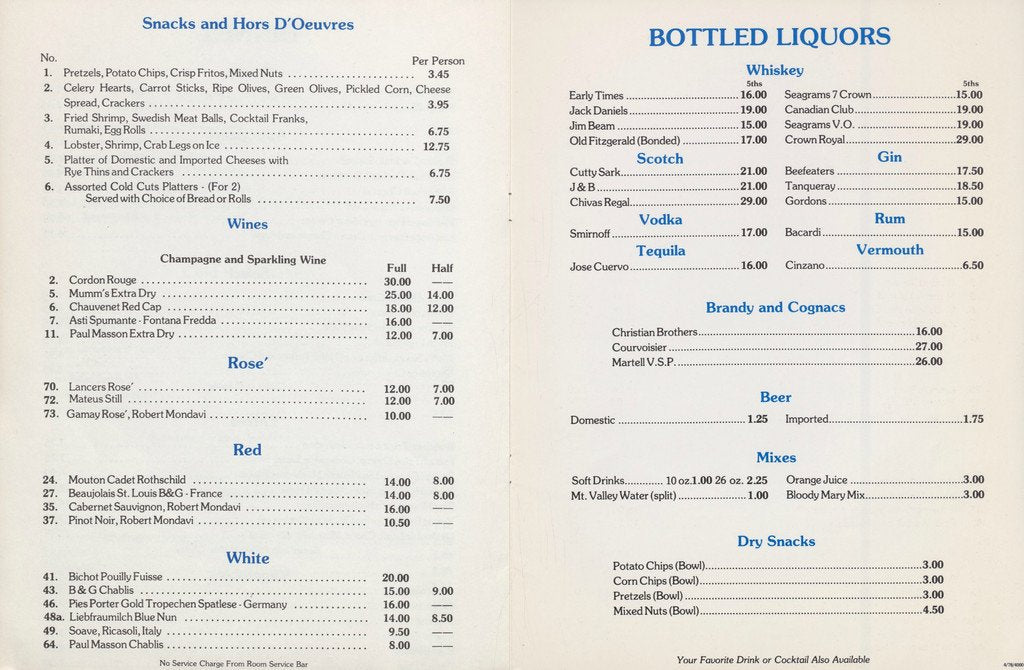 Snacks and Hors D'Oeuvres
No. Per Person
1. Pretzels, Potato Chips, Crisp Fritos, Mixed Nuts ........................ 3.45
2. Celery Hearts, Carrot Sticks, Ripe Olives, Green Olives, Pickled Corn, Cheese
Spread, Crackers ........................ 3.95
3. Fried Shrimp, Swedish Meat Balls, Cocktail Franks,
Rumaki, Egg Rolls ........................ 6.75
4. Lobster, Shrimp, Crab Legs on Ice ........................ 12.75
5. Platter of Domestic and Imported Cheeses with
Rye Thins and Crackers ........................ 6.75
6. Assorted Cold Cuts Platters - (For 2)
Served with Choice of Bread or Rolls ........................ 7.50
Wines
Champagne and Sparkling Wine
Full Half
2. Cordon Rouge ........................ 30.00 ——
5. Mumm's Extra Dry ........................ 25.00 14.00
6. Chauvenet Red Cap ........................ 18.00 12.00
7. Asti Spumante - Fontana Fredda ........................ 16.00 ——
11. Paul Masson Extra Dry ........................ 12.00 7.00
Rose'
70. Lancers Rose' ........................ 12.00 7.00
72. Mateus Still ........................ 12.00 7.00
73. Gamay Rose', Robert Mondavi ........................ 10.00 ——
Red
24. Mouton Cadet Rothschild ........................ 14.00 8.00
27. Beaujolais St. Louis B&G - France ........................ 14.00 8.00
35. Cabernet Sauvignon, Robert Mondavi ........................ 16.00 ——
37. Pinot Noir, Robert Mondavi ........................ 10.50 ——
White
41. Bichot Pouilly Fuisse ........................ 20.00
43. B & G Chablis ........................ 15.00 9.00
46. Pies Porter Gold Tropechen Spatlese - Germany ............ 16.00 ——
48a. Liebfraumilch Blue Nun ........................ 14.00 8.50
49. Soave, Ricasoli, Italy ........................ 9.50 ——
64. Paul Masson Chablis ........................ 8.00 ——
No Service Charge From Room Service Bar
BOTTLED LIQUORS
Whiskey
5ths 5ths
Early Times ........................ 16.00 Seagrams 7 Crown ........................ 15.00
Jack Daniels ........................ 19.00 Canadian Club ........................ 19.00
Jim Beam ........................ 15.00 Seagrams V.O. ........................ 19.00
Old Fitzgerald (Bonded) ............ 17.00 Crown Royal ........................ 29.00
Scotch Gin
Cutty Sark ........................ 21.00 Beefeaters ........................ 17.50
J & B ........................ 21.00 Tanqueray ........................ 18.50
Chivas Regal ........................ 29.00 Gordons ........................ 15.00
Vodka Rum
Smirnoff ........................ 17.00 Bacardi ........................ 15.00
Tequila Vermouth
Jose Cuervo ........................ 16.00 Cinzano ........................ 6.50
Brandy and Cognacs
Christian Brothers ........................ 16.00
Courvoisier ........................ 27.00
Martell V.S.P. ........................ 26.00
Beer
Domestic ........................ 1.25 Imported ........................ 1.75
Mixes
Soft Drinks ............ 10 oz. 1.00 26 oz. 2.25 Orange Juice ........................ 3.00
Mt. Valley Water (split) ............ 1.00 Bloody Mary Mix ........................ 3.00
Dry Snacks
Potato Chips (Bowl) ........................ 3.00
Corn Chips (Bowl) ........................ 3.00
Pretzels (Bowl) ........................ 3.00
Mixed Nuts (Bowl) ........................ 4.50
Your Favorite Drink or Cocktail Also Available